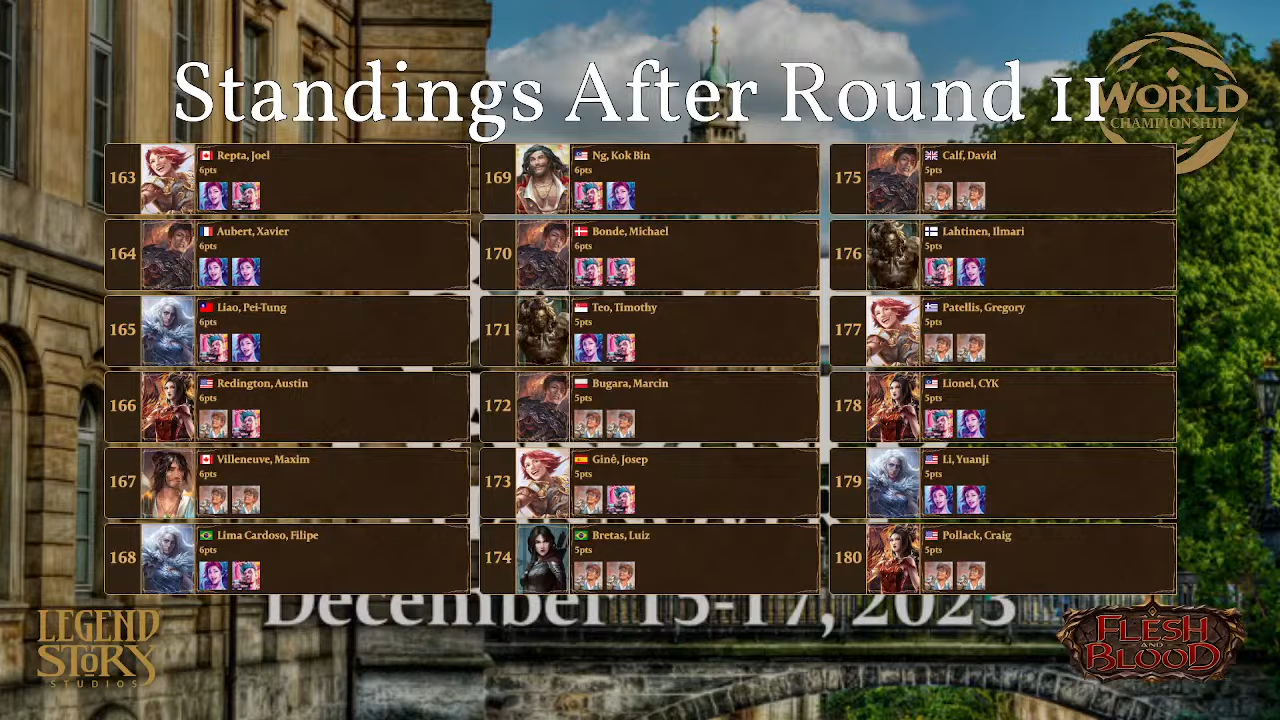 Standings After Round 11
WORLD
CHAMPIONSHIP
163
Repta, Joel
6pts
164
Aubert, Xavier
6pts
165
Liao, Pei-Tung
6pts
166
Redington, Austin
6pts
167
Villeneuve, Maxim
6pts
168
Lima Cardoso, Filipe
6pts
169
Ng, Kok Bin
6pts
170
Bonde, Michael
6pts
171
Teo, Timothy
5pts
172
Bugara, Marcin
5pts
173
Giné, Josep
5pts
174
Bretas, Luiz
5pts
175
Calf, David
5pts
176
Lahtinen, Ilmari
5pts
177
Patellis, Gregory
5pts
178
Lionel, CYK
5pts
179
Li, Yuanji
5pts
180
Pollack, Craig
5pts
December 15-17, 2023
LEGEND
STORY
STUDIOS
FLESH
AND
BLOOD